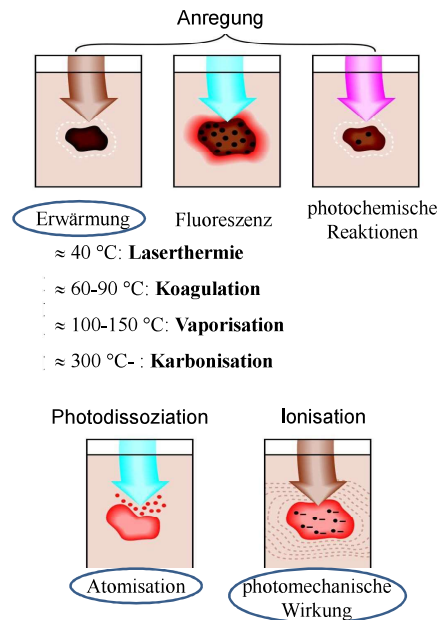 Anregung
Erwärmung
Fluoreszenz
photochemische
Reaktionen
≈ 40 °C: Laserthermie
≈ 60-90 °C: Koagulation
≈ 100-150 °C: Vaporisation
≈ 300 °C- : Karbonisation
Photodissoziation
Ionisation
Atomisation
photomechanische
Wirkung